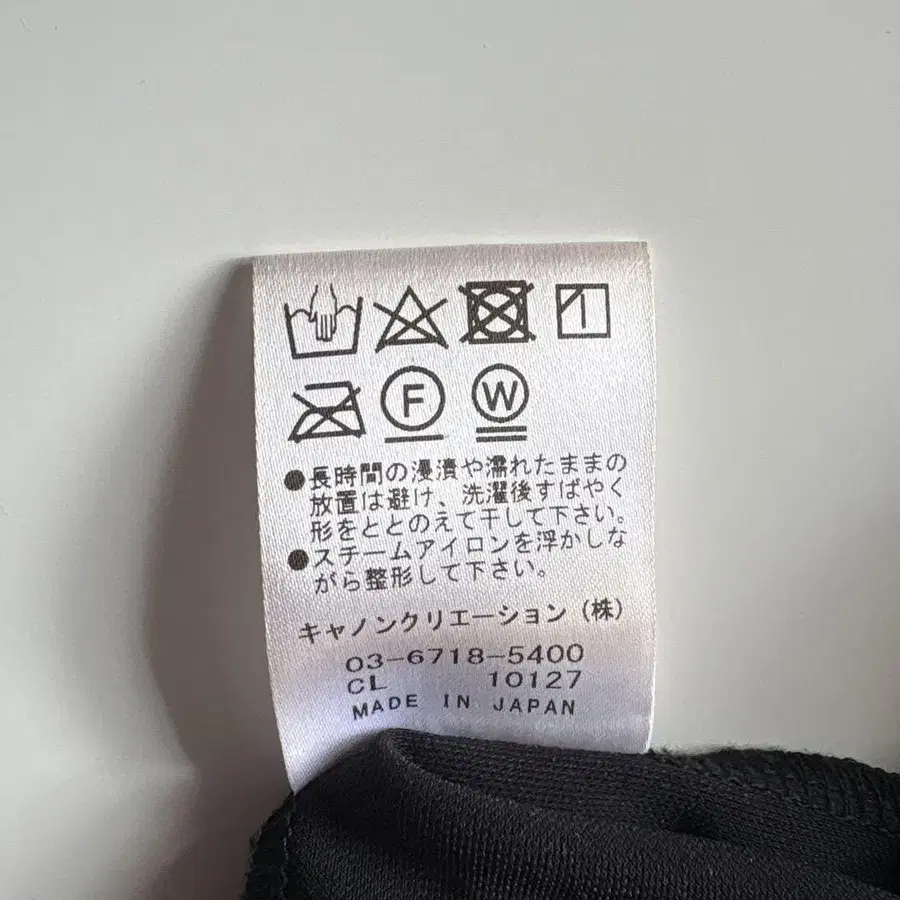 F W
●長時間の浸漬や濡れたままの
放置は避け、洗濯後すばやく
形をととのえて干して下さい。
●スチームアイロンを浮かしな
がら整形して下さい。
キャノンクリエーション（株）
03-6718-5400
CL 10127
MADE IN JAPAN